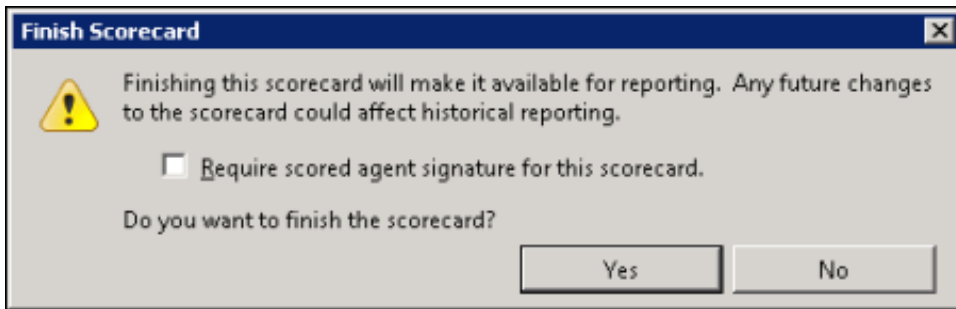 Finish Scorecard
Finishing this scorecard will make it available for reporting.  Any future changes
to the scorecard could affect historical reporting.
Require scored agent signature for this scorecard.
Do you want to finish the scorecard?
Yes
No